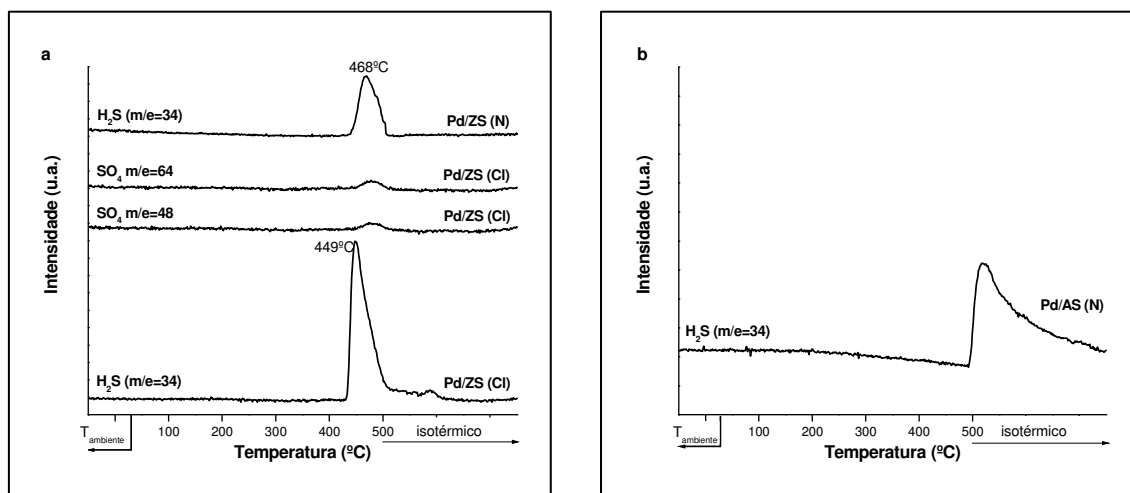 a
468ºC
H2S (m/e=34)
Pd/ZS (N)
SO4 m/e=64
Pd/ZS (Cl)
SO4 m/e=48
Pd/ZS (Cl)
449ºC
H2S (m/e=34)
Pd/ZS (Cl)
Intensidade (u.a.)
Tambiente
100
200
300
400
500
isotérmico
Temperatura (ºC)
b
Pd/AS (N)
H2S (m/e=34)
Intensidade (u.a.)
Tambiente
100
200
300
400
500
isotérmico
Temperatura (ºC)